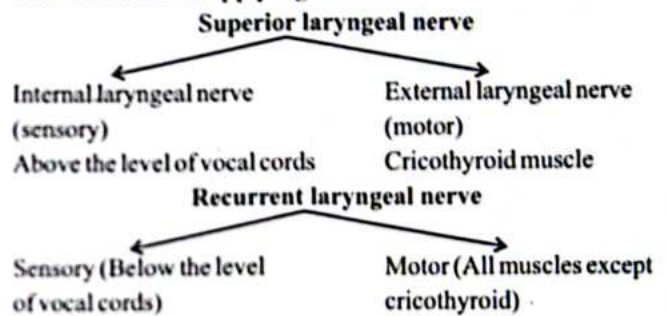 Superior laryngeal nerve
Internal laryngeal nerve
(sensory)
Above the level of vocal cords
External laryngeal nerve
(motor)
Cricothyroid muscle
Recurrent laryngeal nerve
Sensory (Below the level
of vocal cords)
Motor (All muscles except
cricothyroid)